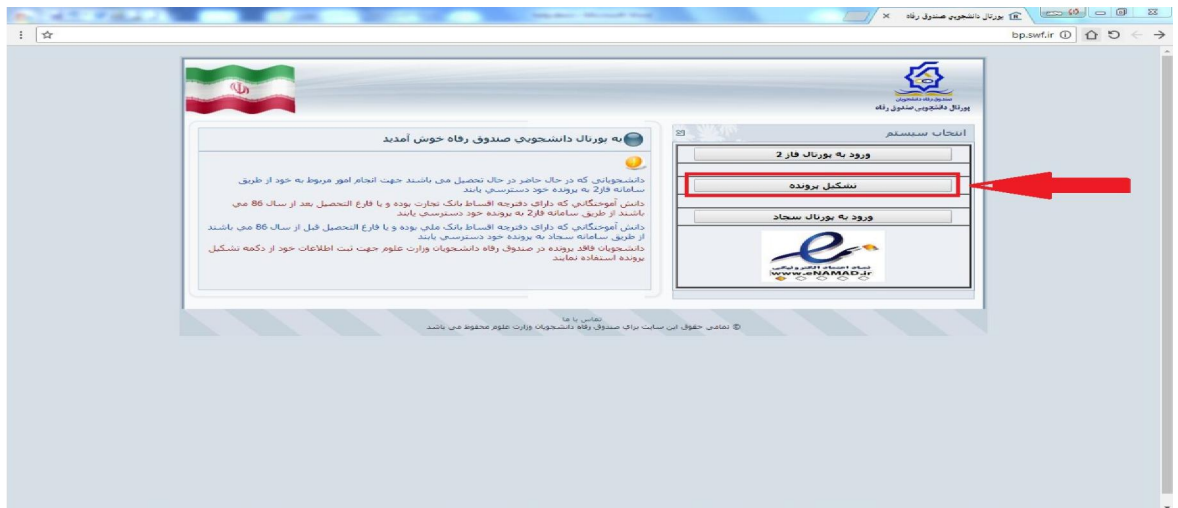 پورتال دانشجویی صندوق رفاه
bp.swf.ir
صندوق رفاه دانشجویان
پورتال دانشجویی صندوق رفاه
انتخاب سیستم
ورود به پورتال فاز 2
تشکیل پرونده
ورود به پورتال سجاد
نماد اعتماد الکترونیکی
www.eNAMAD.ir
به پورتال دانشجویی صندوق رفاه خوش آمدید
دانشجویانی که در حال حاضر در حال تحصیل می باشند جهت انجام امور مربوط به خود از طریق
سامانه فاز2 به پرونده خود دسترسی یابند
دانش آموختگانی که دارای دفترچه اقساط بانک تجارت بوده و یا فارغ التحصیل بعد از سال 86 می
باشند از طریق سامانه فاز2 به پرونده خود دسترسی یابند
دانش آموختگانی که دارای دفترچه اقساط بانک ملی بوده و یا فارغ التحصیل قبل از سال 86 می باشند
از طریق سامانه سجاد به پرونده خود دسترسی یابند
دانشجویان فاقد پرونده در صندوق رفاه دانشجویان وزارت علوم جهت ثبت اطلاعات خود از دکمه تشکیل
پرونده استفاده نمایند
تماس با ما
© تمامی حقوق این سایت برای صندوق رفاه دانشجویان وزارت علوم محفوظ می باشد